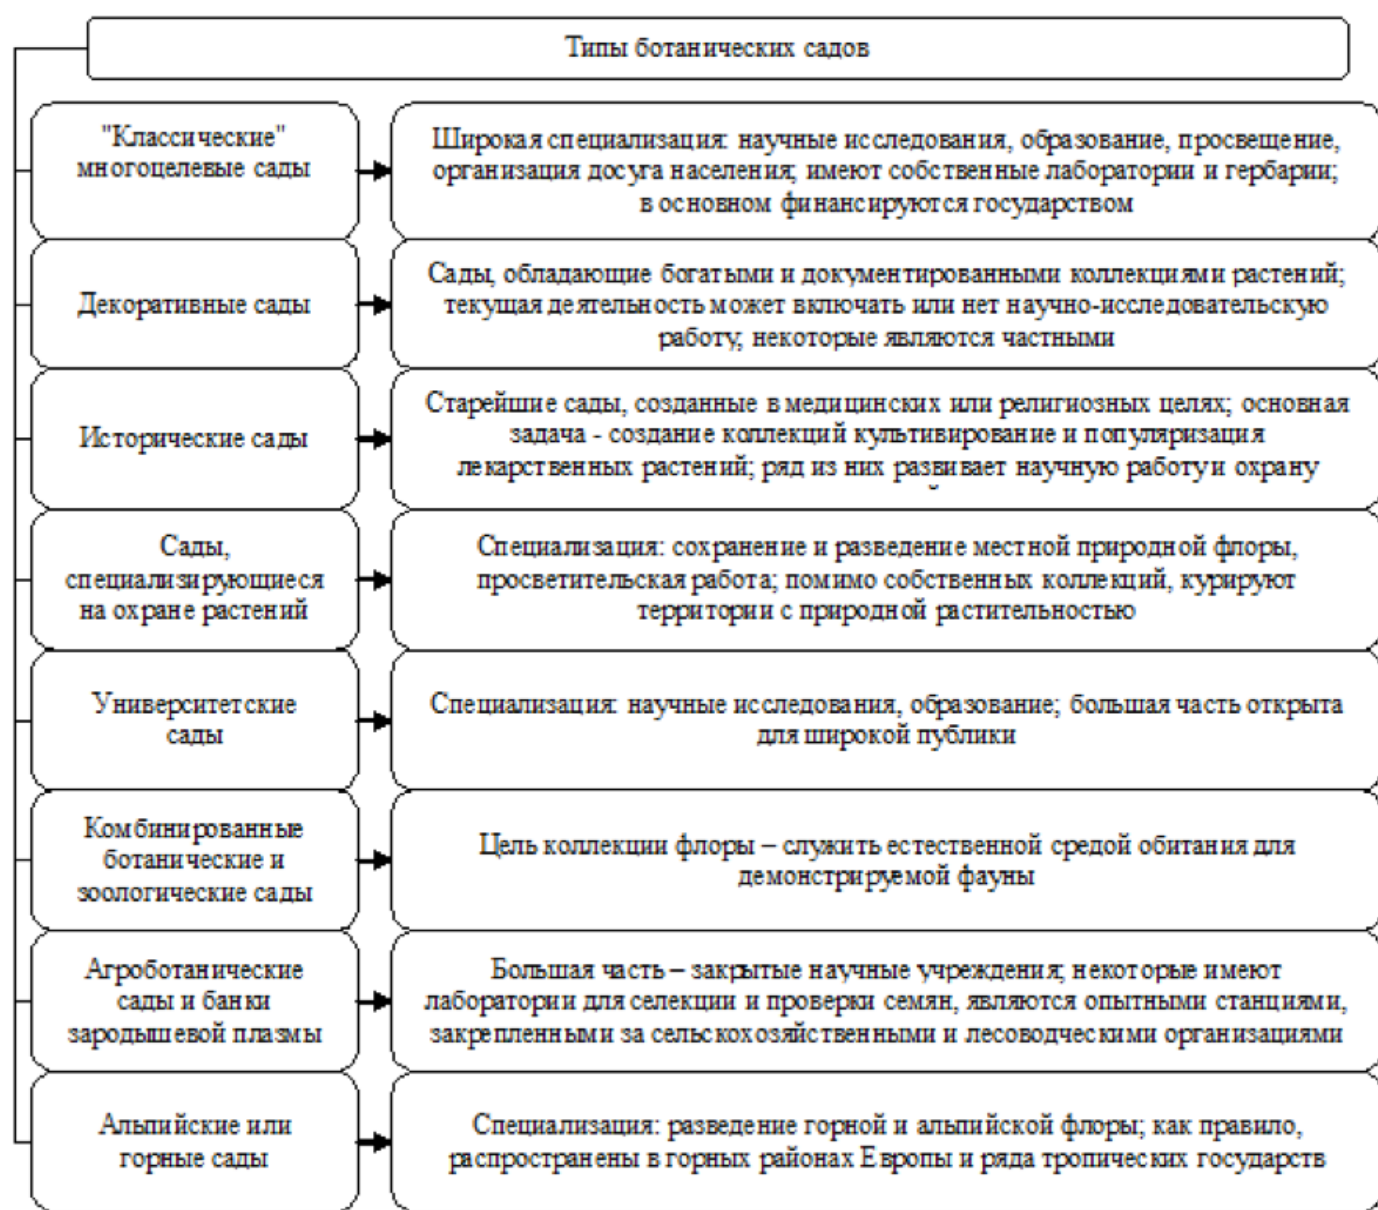 Типы ботанических садов
"Классические"
многоцелевые сады
Широкая специализация: научные исследования, образование, просвещение,
организация досуга населения; имеют собственные лаборатории и гербарии;
в основном финансируются государством
Декоративные сады
Сады, обладающие богатыми и документированными коллекциями растений;
текущая деятельность может включать или нет научно-исследовательскую
работу; некоторые являются частными
Исторические сады
Старейшие сады, созданные в медицинских или религиозных целях; основная
задача - создание коллекций культивирование и популяризация
лекарственных растений; ряд из них развивает научную работу и охрану
Сады,
специализирующиеся
на охране растений
Специализация: сохранение и разведение местной природной флоры,
просветительская работа; помимо собственных коллекций, курируют
территории с природной растительностью
Университетские
сады
Специализация: научные исследования, образование; большая часть открыта
для широкой публики
Комбинированные
ботанические и
зоологические сады
Цель коллекции флоры – служить естественной средой обитания для
демонстрируемой фауны
Агроботанические
сады и банки
зародышевой плазмы
Большая часть – закрытые научные учреждения; некоторые имеют
лаборатории для селекции и проверки семян, являются опытными станциями,
закрепленными за сельскохозяйственными и лесоводческими организациями
Альпийские или
горные сады
Специализация: разведение горной и альпийской флоры; как правило,
распространены в горных районах Европы и ряда тропических государств